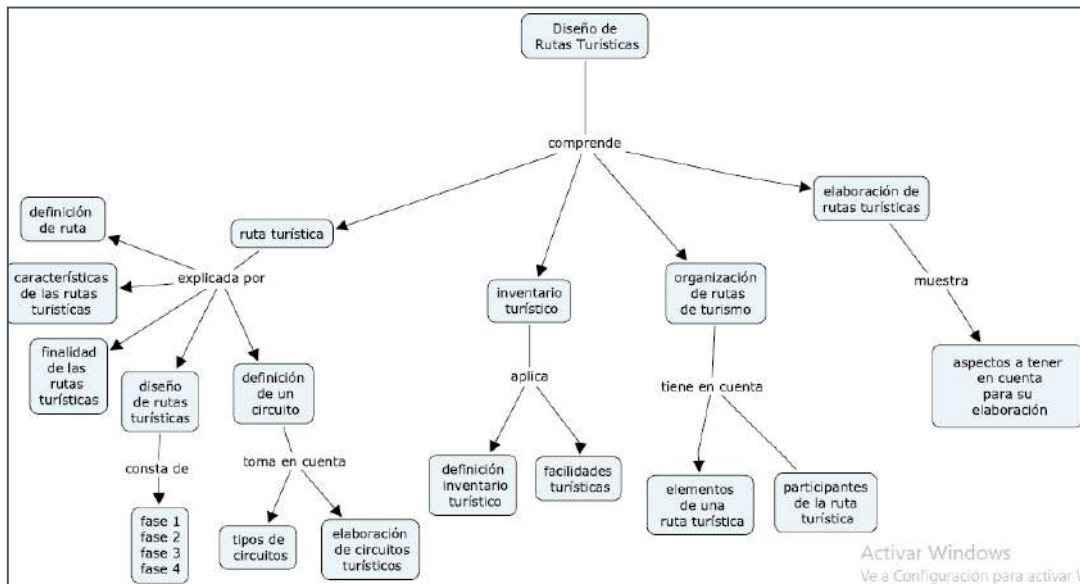 Diseño de
Rutas Turísticas
comprende
elaboración de
rutas turísticas
definición
de ruta
ruta turística
características
de las rutas
turistícas
explicada por
inventario
turístico
organización
de rutas
de turismo
muestra
finalidad
de las
rutas
turísticas
diseño
de rutas
turísticas
definición
de un
circuito
aplica
tiene en cuenta
aspectos a tener
en cuenta
para su
elaboración
consta de
toma en cuenta
definición
inventario
turístico
facilidades
turísticas
elementos
de una
ruta turística
participantes
de la ruta
turística
fase 1
fase 2
fase 3
fase 4
tipos de
circuitos
elaboración
de circuitos
turísticos
Activar Windows
Ve a Configuración para activar W